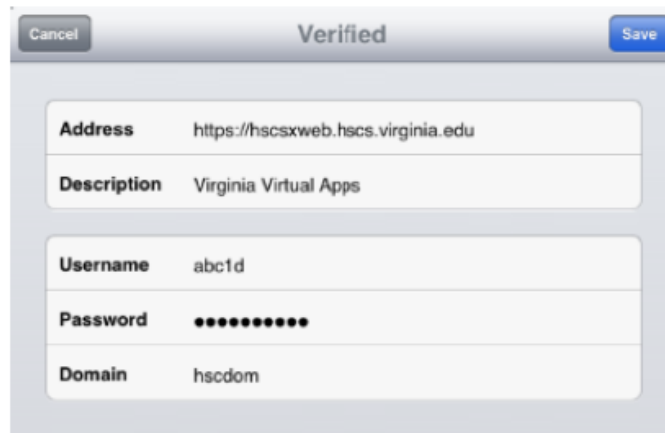 Cancel Verified Save
Address https://hscsxweb.hscs.virginia.edu
Description Virginia Virtual Apps
Username abc1d
Password ●●●●●●●●●●
Domain hscdom